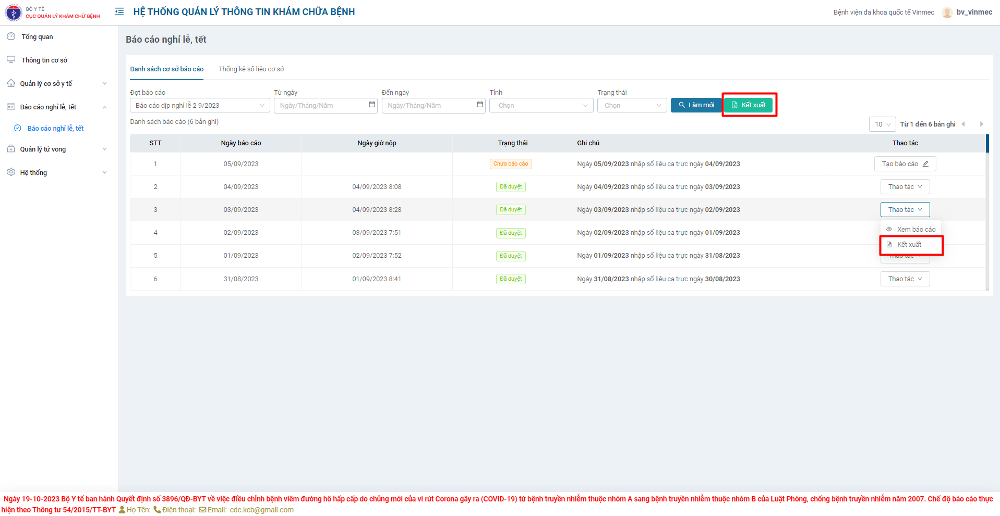 BỘ Y TẾ
CỤC QUẢN LÝ KHÁM CHỮ BỆNH
HỆ THỐNG QUẢN LÝ THÔNG TIN KHÁM CHỮA BỆNH
Bệnh viện đa khoa quốc tế Vinmec
bv_vinmec
Tổng quan
Thông tin cơ sở
Quản lý cơ sở y tế
Báo cáo nghỉ lễ, tết
Báo cáo nghỉ lễ, tết
Quản lý tử vong
Hệ thống
Báo cáo nghỉ lễ, tết
Danh sách cơ sở báo cáo Thống kê số liệu cơ sở
Đợt báo cáo Từ ngày Đến ngày Tỉnh Trạng thái
Báo cáo dịp nghỉ lễ 2-9/2023 Ngày/Tháng/Năm Ngày/Tháng/Năm - Chọn - -Chọn- Làm mới Kết xuất
Danh sách báo cáo (6 bản ghi)
10 Từ 1 đến 6 bản ghi
STT Ngày báo cáo Ngày giờ nộp Trạng thái Ghi chú Thao tác
1 05/09/2023 Chưa báo cáo Ngày 05/09/2023 nhập số liệu ca trực ngày 04/09/2023 Tạo báo cáo
2 04/09/2023 04/09/2023 8:08 Đã duyệt Ngày 04/09/2023 nhập số liệu ca trực ngày 03/09/2023 Thao tác
3 03/09/2023 04/09/2023 8:28 Đã duyệt Ngày 03/09/2023 nhập số liệu ca trực ngày 02/09/2023 Thao tác
4 02/09/2023 03/09/2023 7:51 Đã duyệt Ngày 02/09/2023 nhập số liệu ca trực ngày 01/09/2023
Xem báo cáo
Kết xuất
5 01/09/2023 02/09/2023 7:52 Đã duyệt Ngày 01/09/2023 nhập số liệu ca trực ngày 31/08/2023 Thao tác
6 31/08/2023 01/09/2023 8:41 Đã duyệt Ngày 31/08/2023 nhập số liệu ca trực ngày 30/08/2023 Thao tác
Ngày 19-10-2023 Bộ Y tế ban hành Quyết định số 3896/QĐ-BYT về việc điều chỉnh bệnh viêm đường hô hấp cấp do chủng mới của vi rút Corona gây ra (COVID-19) từ bệnh truyền nhiễm thuộc nhóm A sang bệnh truyền nhiễm thuộc nhóm B của Luật Phòng, chống bệnh truyền nhiễm năm 2007. Chế độ báo cáo thực
hiện theo Thông tư 54/2015/TT-BYT Họ Tên: Điện thoại: Email: cdc.kcb@gmail.com